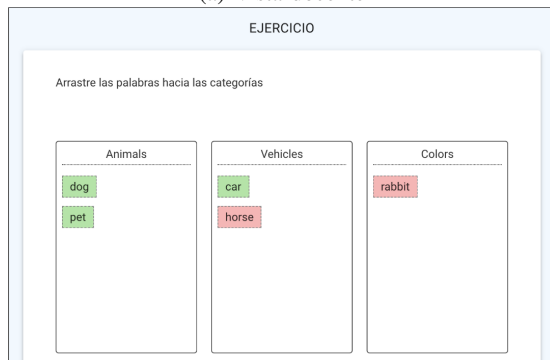 EJERCICIO
Arrastre las palabras hacia las categorías
Animals Vehicles Colors
dog car rabbit
pet horse